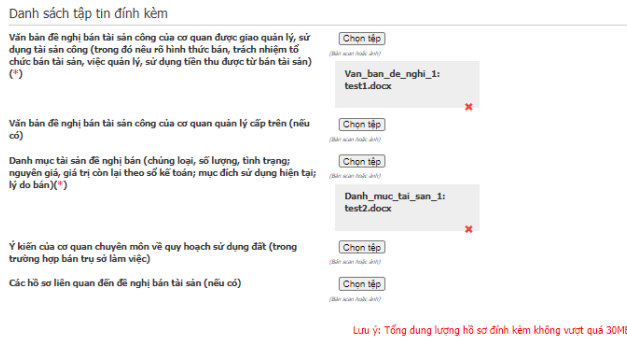 Danh sách tập tin đính kèm
Văn bản đề nghị bán tài sản công của cơ quan được giao quản lý, sử
dụng tài sản công (trong đó nêu rõ hình thức bán, trách nhiệm tổ
chức bán tài sản, việc quản lý, sử dụng tiền thu được từ bán tài sản)
(*)
Chọn tệp
(Bản scan hoặc ảnh)
Van_ban_de_nghi_1:
test1.docx
Văn bản đề nghị bán tài sản công của cơ quan quản lý cấp trên (nếu
có)
Chọn tệp
(Bản scan hoặc ảnh)
Danh mục tài sản đề nghị bán (chủng loại, số lượng, tình trạng;
nguyên giá, giá trị còn lại theo sổ kế toán; mục đích sử dụng hiện tại;
lý do bán)(*)
Chọn tệp
(Bản scan hoặc ảnh)
Danh_muc_tai_san_1:
test2.docx
Ý kiến của cơ quan chuyên môn về quy hoạch sử dụng đất (trong
trường hợp bán trụ sở làm việc)
Chọn tệp
(Bản scan hoặc ảnh)
Các hồ sơ liên quan đến đề nghị bán tài sản (nếu có)
Chọn tệp
(Bản scan hoặc ảnh)
Lưu ý: Tổng dung lượng hồ sơ đính kèm không vượt quá 30MB